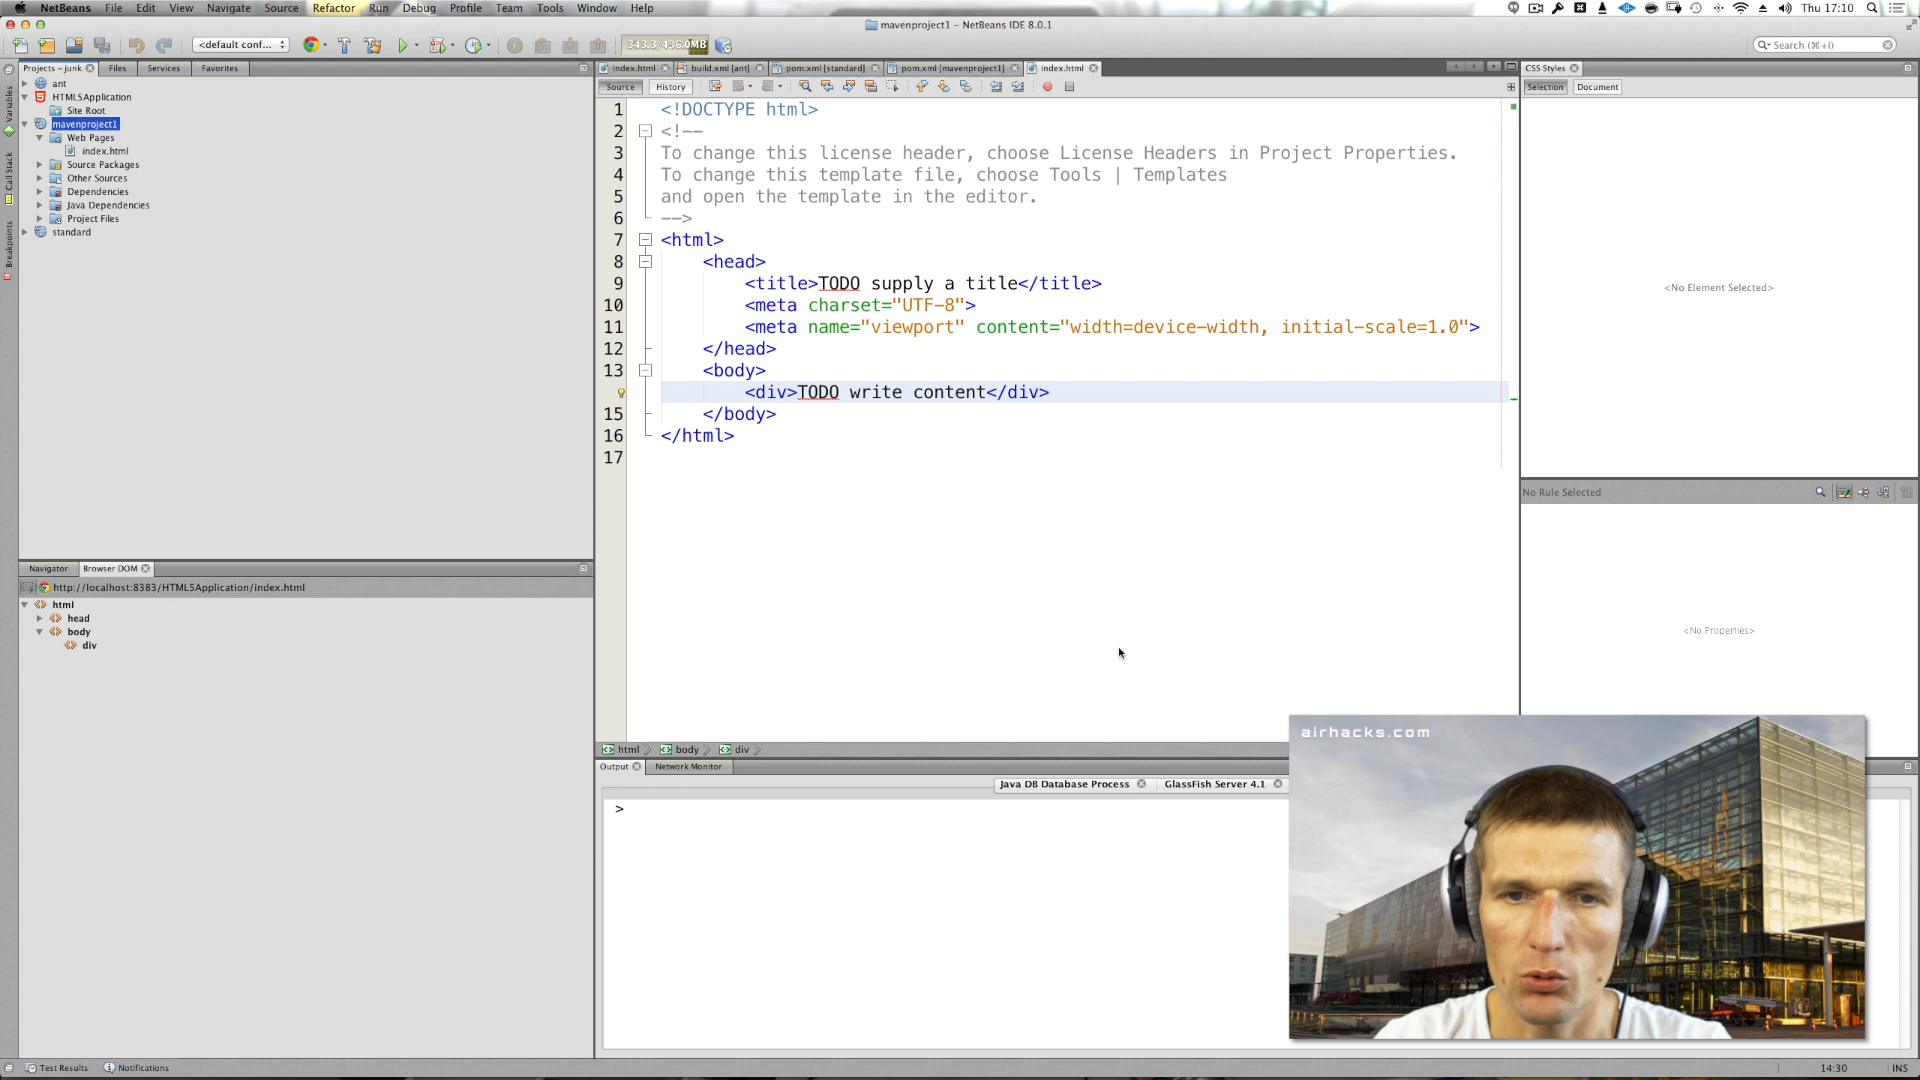 NetBeans File Edit View Navigate Source Refactor Run Debug Profile Team Tools Window Help
Thu 17:10
mavenproject1 – NetBeans IDE 8.0.1
<default conf...
343.3/436.0MB
Search (⌘+I)
Projects – junk
Files
Services
Favorites
index.html
build.xml [ant]
pom.xml [standard]
pom.xml [mavenproject1]
index.html
CSS Styles
Source
History
Selection
Document
Variables
Call Stack
Breakpoints
ant
HTML5Application
Site Root
mavenproject1
Web Pages
index.html
Source Packages
Other Sources
Dependencies
Java Dependencies
Project Files
standard
1 <!DOCTYPE html>
2 <!--
3 To change this license header, choose License Headers in Project Properties.
4 To change this template file, choose Tools | Templates
5 and open the template in the editor.
6 -->
7 <html>
8 <head>
9 <title>TODO supply a title</title>
10 <meta charset="UTF-8">
11 <meta name="viewport" content="width=device-width, initial-scale=1.0">
12 </head>
13 <body>
<div>TODO write content</div>
15 </body>
16 </html>
17
<No Element Selected>
No Rule Selected
<No Properties>
Navigator
Browser DOM
http://localhost:8383/HTML5Application/index.html
html
head
body
div
html body div
Output
Network Monitor
Java DB Database Process
GlassFish Server 4.1
>
airhacks.com
Test Results
Notifications
14:30
INS